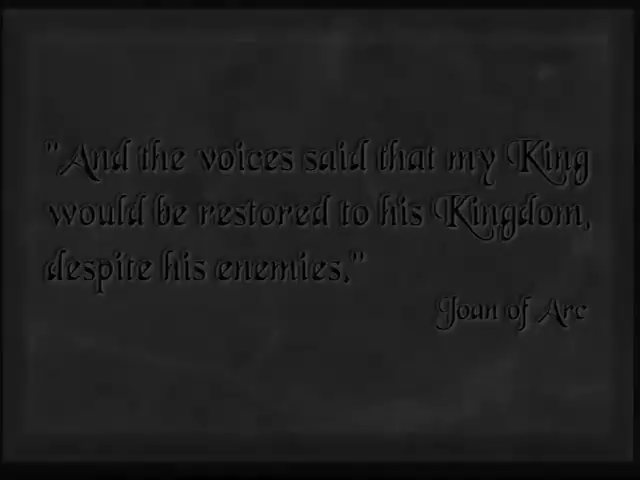 "And the voices said that my King
would be restored to his Kingdom,
despite his enemies."
Joan of Arc